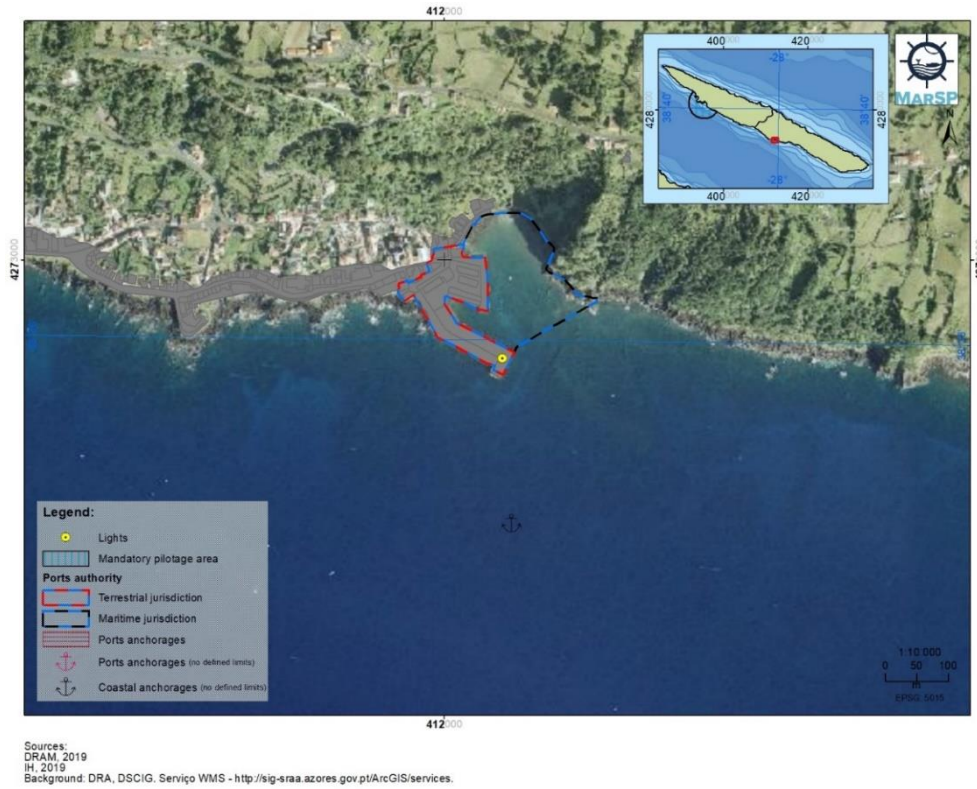 412000
400000 420000
-28°
428000
38°40'
38°40'
428000
-28°
400000 420000
MarSP
N
4273000
Legend:
Lights
Mandatory pilotage area
Ports authority
Terrestrial jurisdiction
Maritime jurisdiction
Ports anchorages
Ports anchorages (no defined limits)
Coastal anchorages (no defined limits)
1:10 000
0 50 100
m
EPSG: 5015
412000
Sources:
DRAM, 2019
IH, 2019
Background: DRA, DSCIG. Serviço WMS - http://sig-sraa.azores.gov.pt/ArcGIS/services.